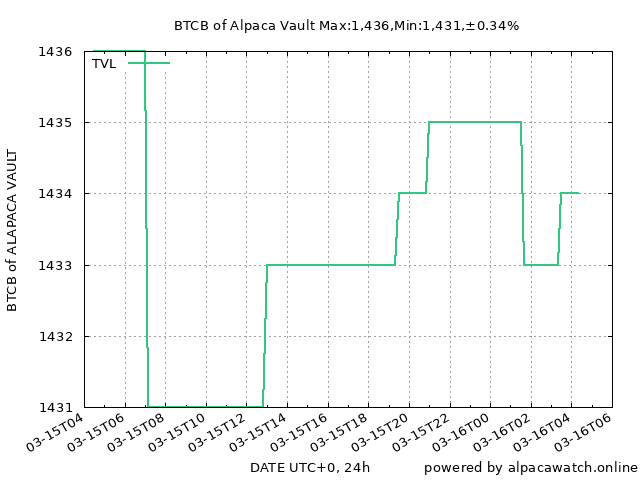 BTCB of Alpaca Vault Max:1,436,Min:1,431,±0.34%
1436
TVL
1435
1434
1433
1432
1431
BTCB of ALAPACA VAULT
03-15T04
03-15T06
03-15T08
03-15T10
03-15T12
03-15T14
03-15T16
03-15T18
03-15T20
03-15T22
03-16T00
03-16T02
03-16T04
03-16T06
DATE UTC+0, 24h
powered by alpacawatch.online